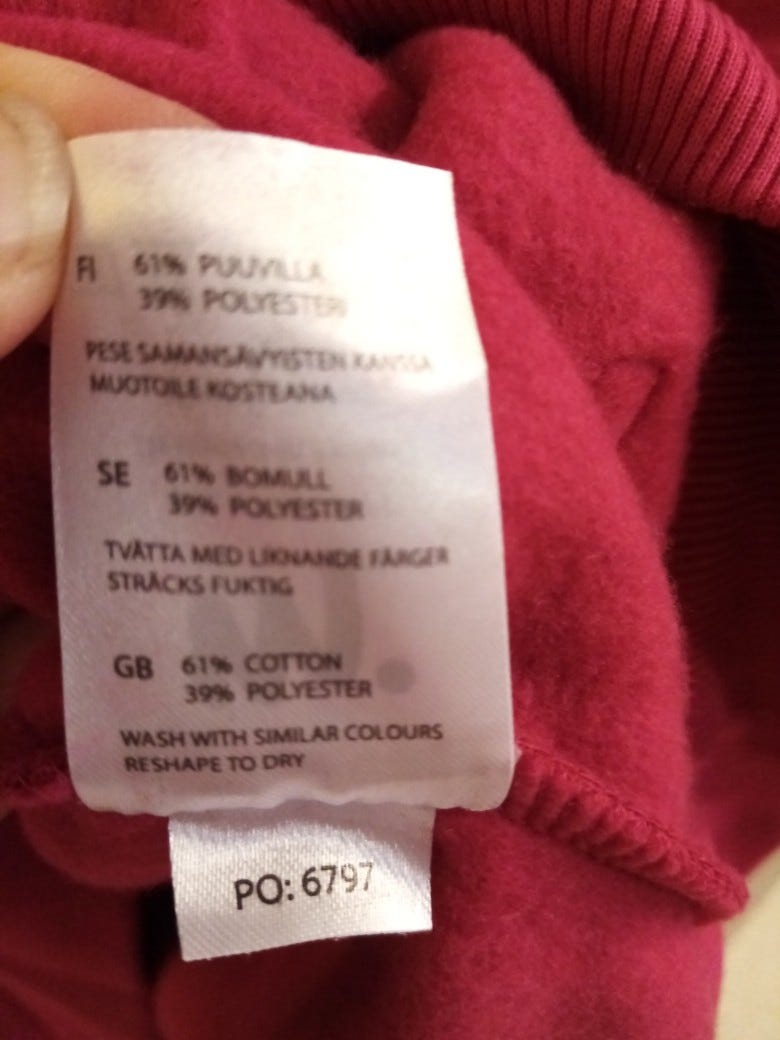 FI 61% PUUVILLA
39% POLYESTERI
PESE SAMANSÄVYISTEN KANSSA
MUOTOILE KOSTEANA
SE 61% BOMULL
39% POLYESTER
TVÄTTA MED LIKNANDE FÄRGER
STRÄCKS FUKTIG
GB 61% COTTON
39% POLYESTER
WASH WITH SIMILAR COLOURS
RESHAPE TO DRY
PO: 6797